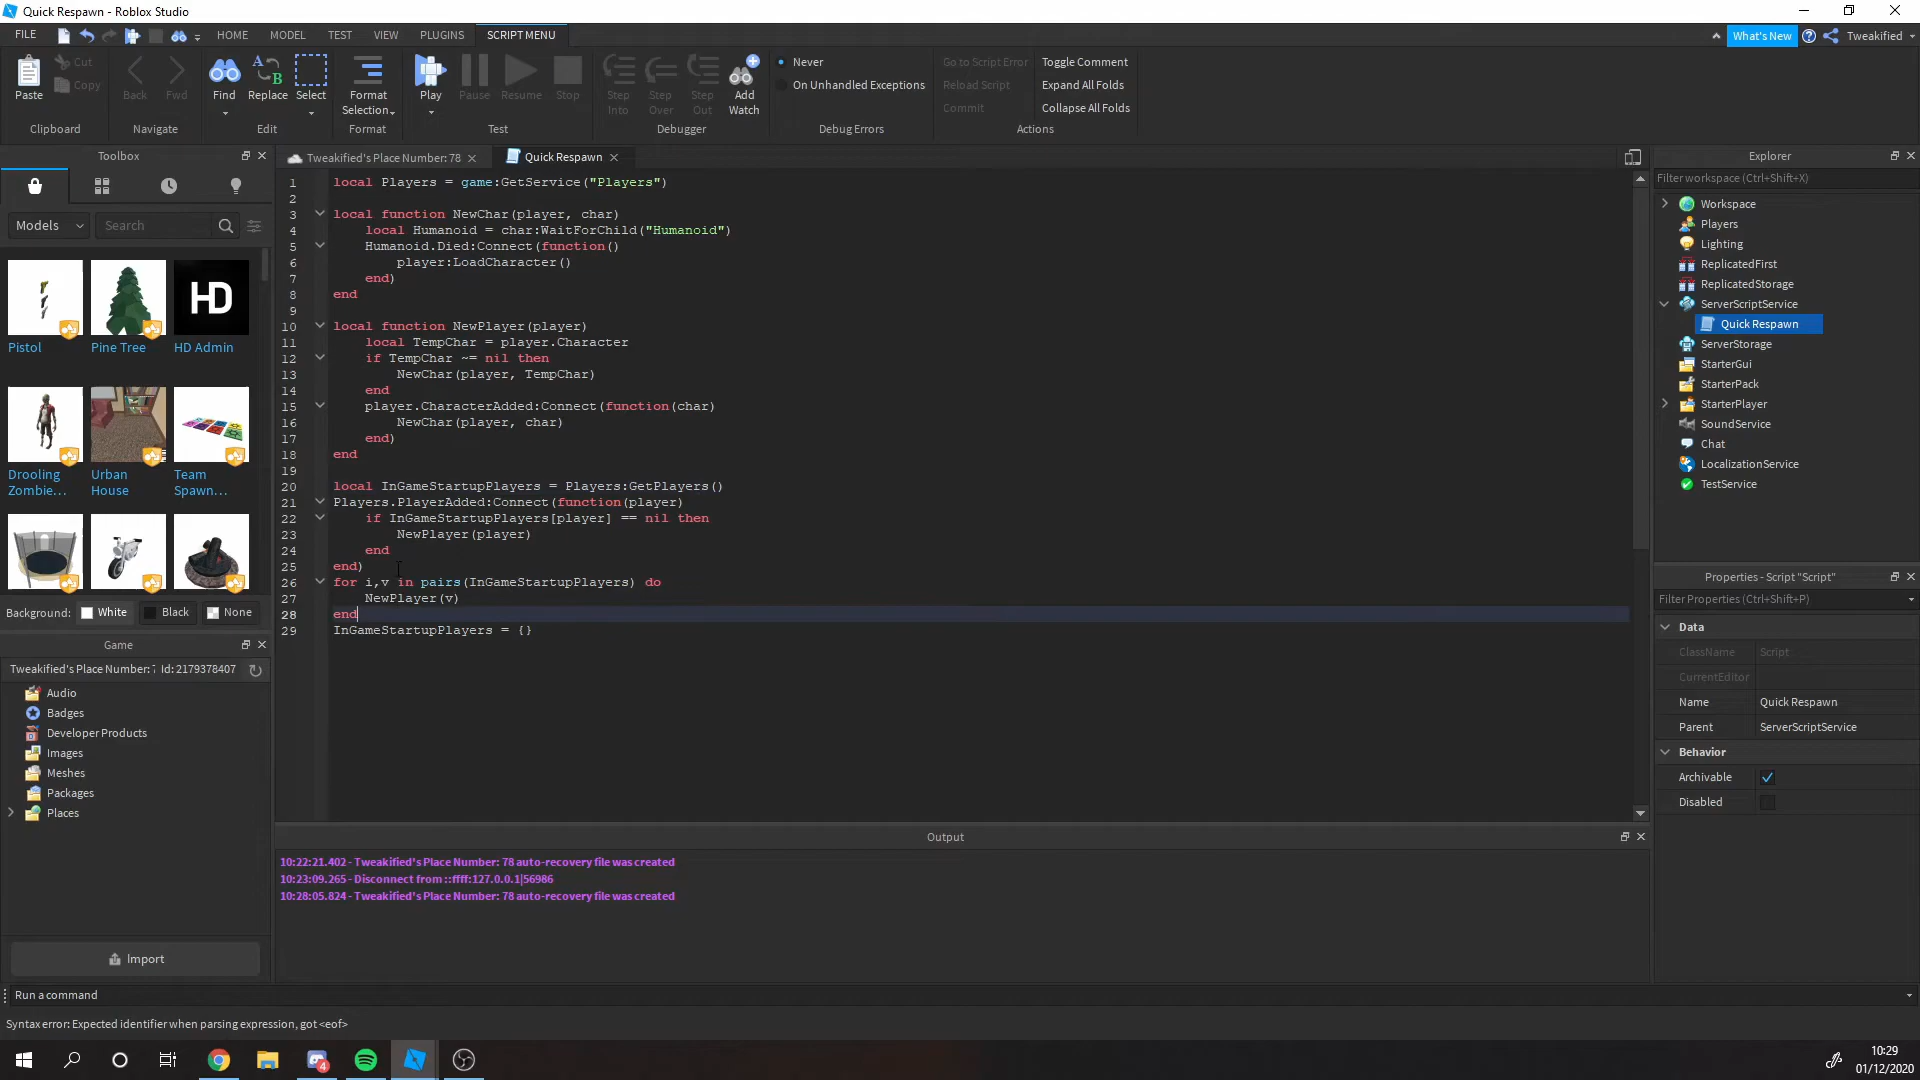 Quick Respawn - Roblox Studio
FILE
HOME
MODEL
TEST
VIEW
PLUGINS
SCRIPT MENU
What's New
Tweakified
Paste
Cut
Copy
Clipboard
Back
Fwd
Navigate
Find
Replace
Select
Edit
Format
Selection
Format
Play
Pause
Resume
Stop
Test
Step
Into
Step
Over
Step
Out
Add
Watch
Debugger
Never
On Unhandled Exceptions
Debug Errors
Go to Script Error
Reload Script
Commit
Toggle Comment
Expand All Folds
Collapse All Folds
Actions
Toolbox
Models
Search
Pistol
Pine Tree
HD
HD Admin
Drooling
Zombie...
Urban
House
Team
Spawn...
Background:
White
Black
None
Game
Tweakified's Place Number: 7 Id: 2179378407
Audio
Badges
Developer Products
Images
Meshes
Packages
Places
Import
Tweakified's Place Number: 78
Quick Respawn
1 local Players = game:GetService("Players")
2
3 local function NewChar(player, char)
4 local Humanoid = char:WaitForChild("Humanoid")
5 Humanoid.Died:Connect(function()
6 player:LoadCharacter()
7 end)
8 end
9
10 local function NewPlayer(player)
11 local TempChar = player.Character
12 if TempChar ~= nil then
13 NewChar(player, TempChar)
14 end
15 player.CharacterAdded:Connect(function(char)
16 NewChar(player, char)
17 end)
18 end
19
20 local InGameStartupPlayers = Players:GetPlayers()
21 Players.PlayerAdded:Connect(function(player)
22 if InGameStartupPlayers[player] == nil then
23 NewPlayer(player)
24 end
25 end)
26 for i,v in pairs(InGameStartupPlayers) do
27 NewPlayer(v)
28 end
29 InGameStartupPlayers = {}
Output
10:22:21.402 - Tweakified's Place Number: 78 auto-recovery file was created
10:23:09.265 - Disconnect from ::ffff:127.0.0.1|56986
10:28:05.824 - Tweakified's Place Number: 78 auto-recovery file was created
Explorer
Filter workspace (Ctrl+Shift+X)
Workspace
Players
Lighting
ReplicatedFirst
ReplicatedStorage
ServerScriptService
Quick Respawn
ServerStorage
StarterGui
StarterPack
StarterPlayer
SoundService
Chat
LocalizationService
TestService
Properties - Script "Script"
Filter Properties (Ctrl+Shift+P)
Data
ClassName Script
CurrentEditor
Name Quick Respawn
Parent ServerScriptService
Behavior
Archivable
Disabled
Run a command
Syntax error: Expected identifier when parsing expression, got <eof>
4
10:29
01/12/2020